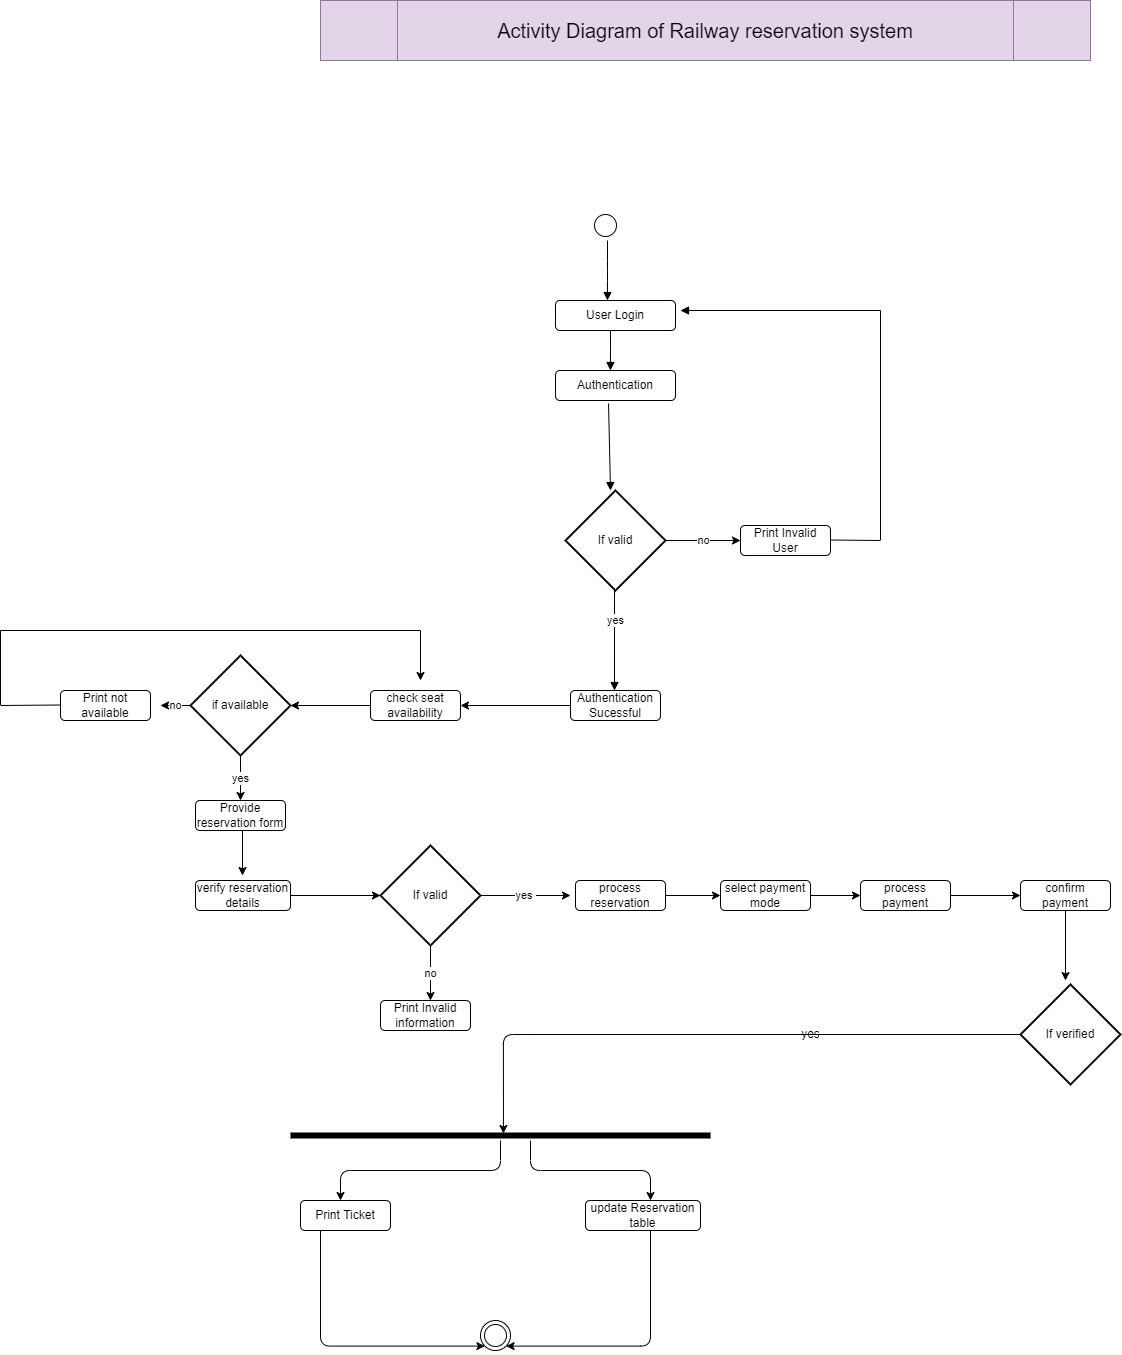 Activity Diagram of Railway reservation system
User Login
Authentication
If valid
no
Print Invalid
User
yes
Authentication
Sucessful
check seat
availability
if available
no
Print not
available
yes
Provide
reservation form
verify reservation
details
If valid
yes
process
reservation
select payment
mode
process
payment
confirm
payment
no
Print Invalid
information
If verified
yes
Print Ticket
update Reservation
table